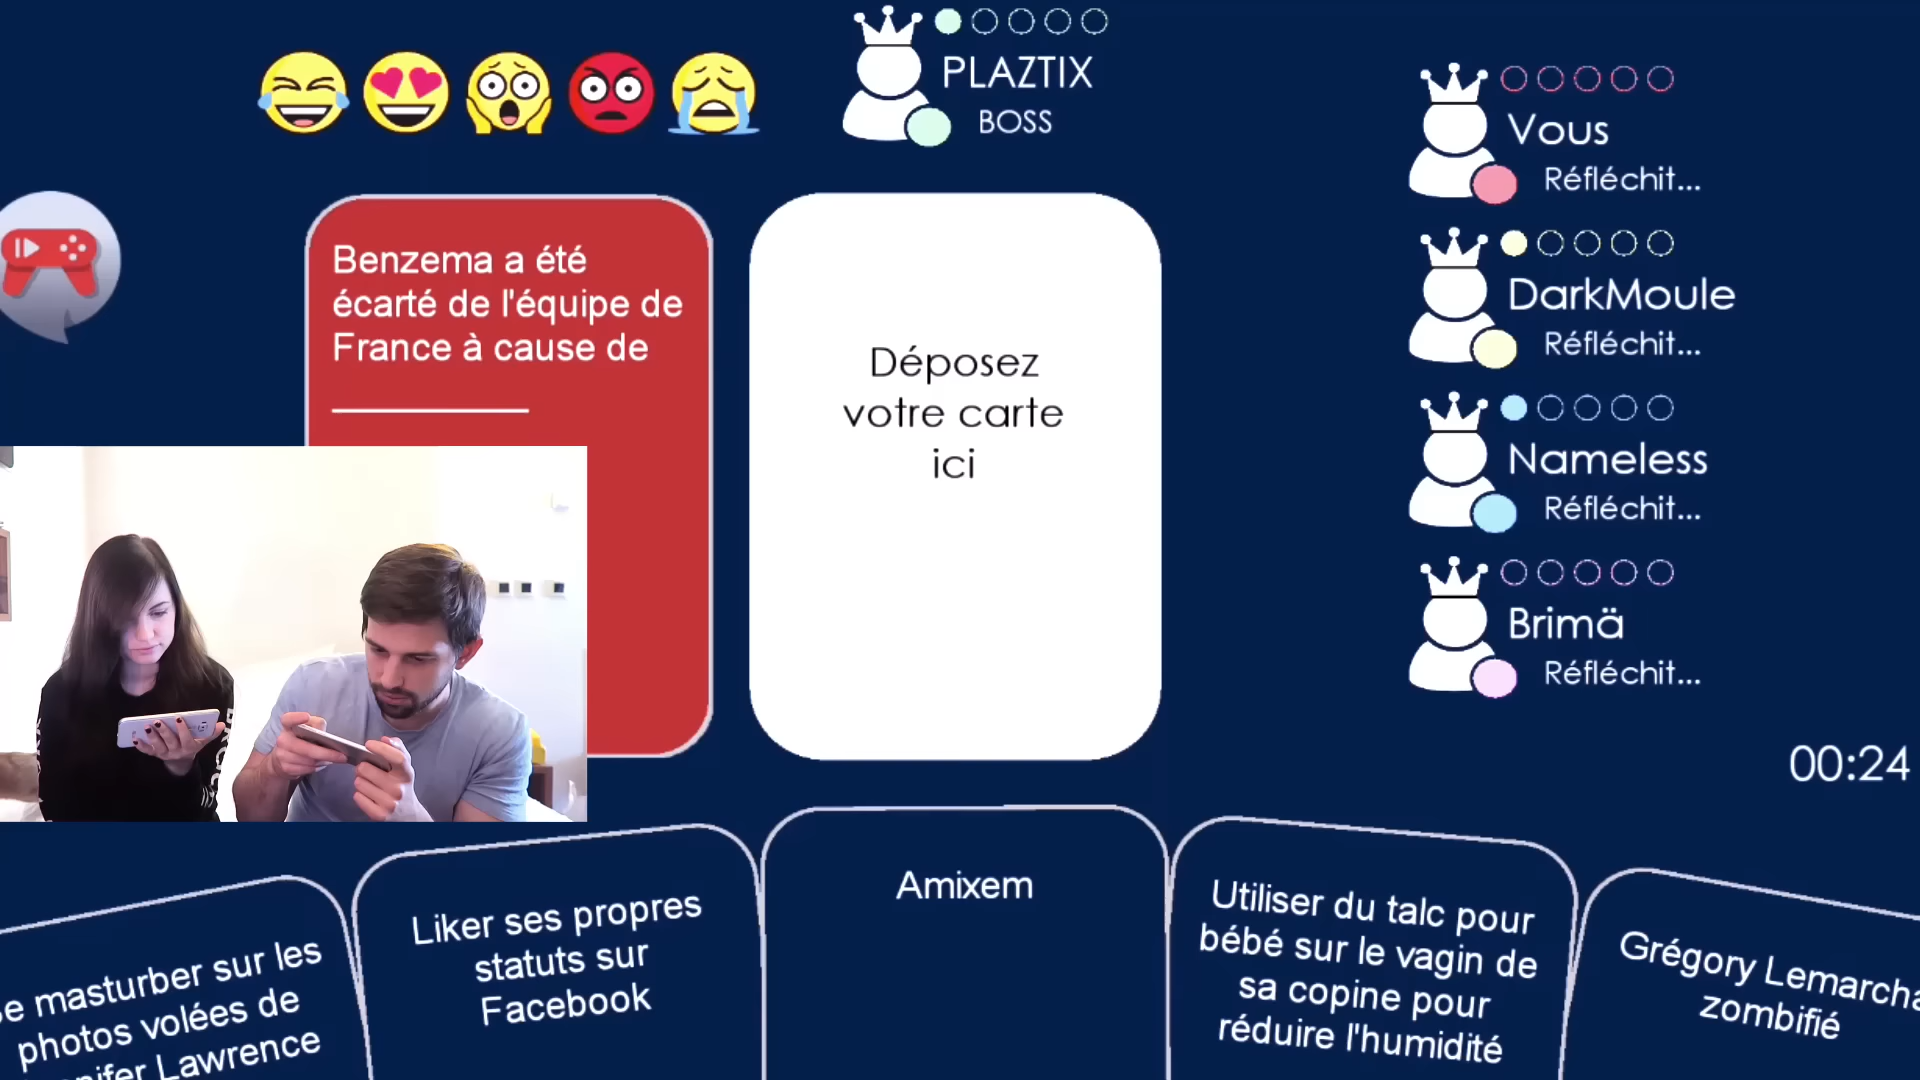 PLAZTIX
BOSS
Vous
Réfléchit...
DarkMoule
Réfléchit...
Nameless
Réfléchit...
Brimä
Réfléchit...
Benzema a été
écarté de l'équipe de
France à cause de
Déposez
votre carte
ici
00:24
e masturber sur les
photos volées de
nifer Lawrence
Liker ses propres
statuts sur
Facebook
Amixem
Utiliser du talc pour
bébé sur le vagin de
sa copine pour
réduire l'humidité
Grégory Lemarcha
zombifié